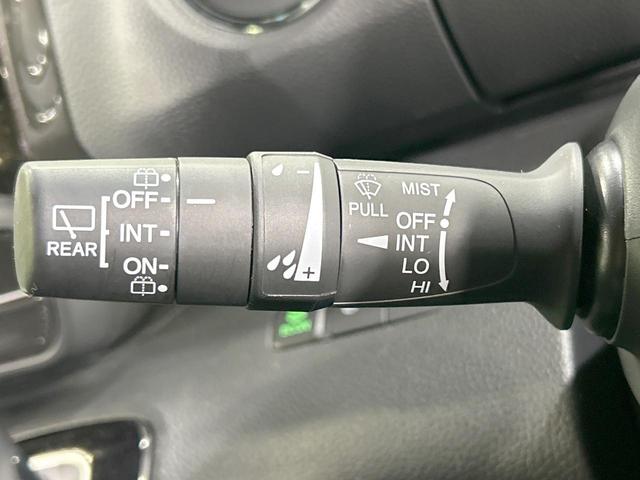 REAR
OFF
INT
ON
−
+
PULL
MIST
OFF
INT
LO
HI